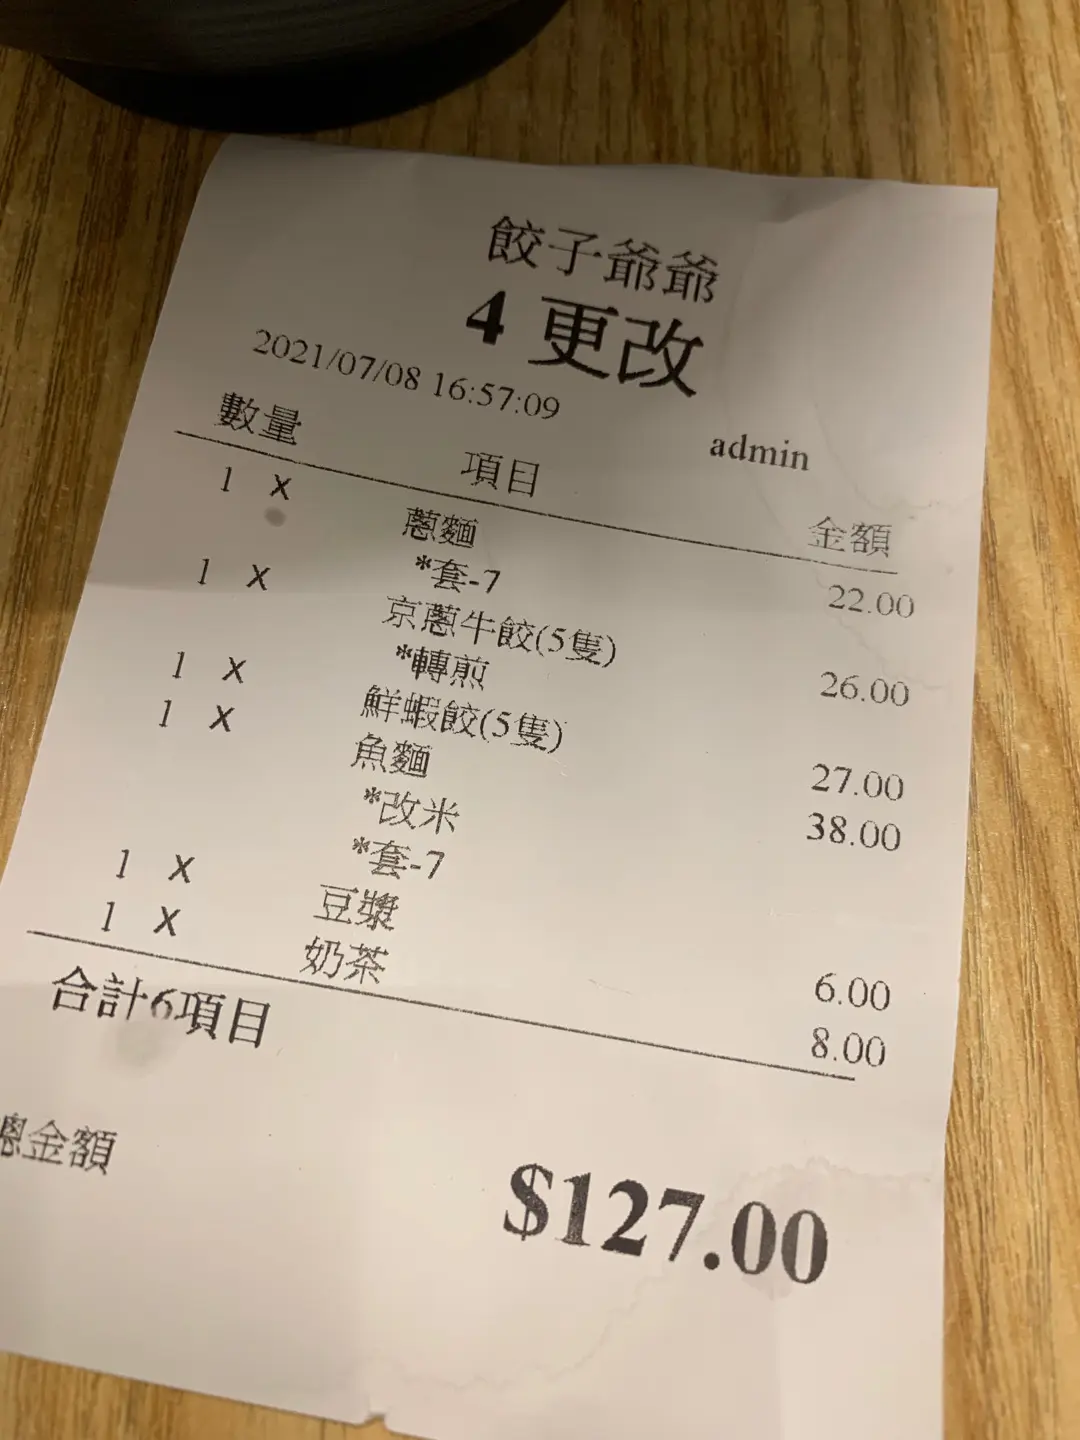 餃子爺爺
4 更改
2021/07/08 16:57:09 admin
數量 項目 金額
1 X 蔥麵 22.00
*套-7
1 X 京蔥牛餃(5隻) 26.00
*轉煎
1 X 鮮蝦餃(5隻) 27.00
1 X 魚麵 38.00
*改米
*套-7
1 X 豆漿 6.00
1 X 奶茶 8.00
合計6項目
總金額 $127.00